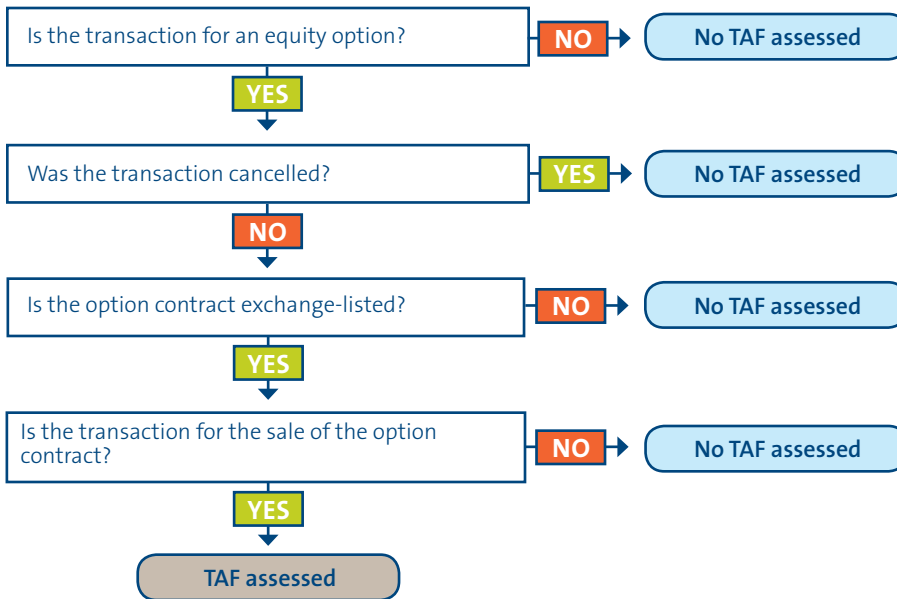 Is the transaction for an equity option?
NO
No TAF assessed
YES
Was the transaction cancelled?
YES
No TAF assessed
NO
Is the option contract exchange-listed?
NO
No TAF assessed
YES
Is the transaction for the sale of the option
contract?
NO
No TAF assessed
YES
TAF assessed